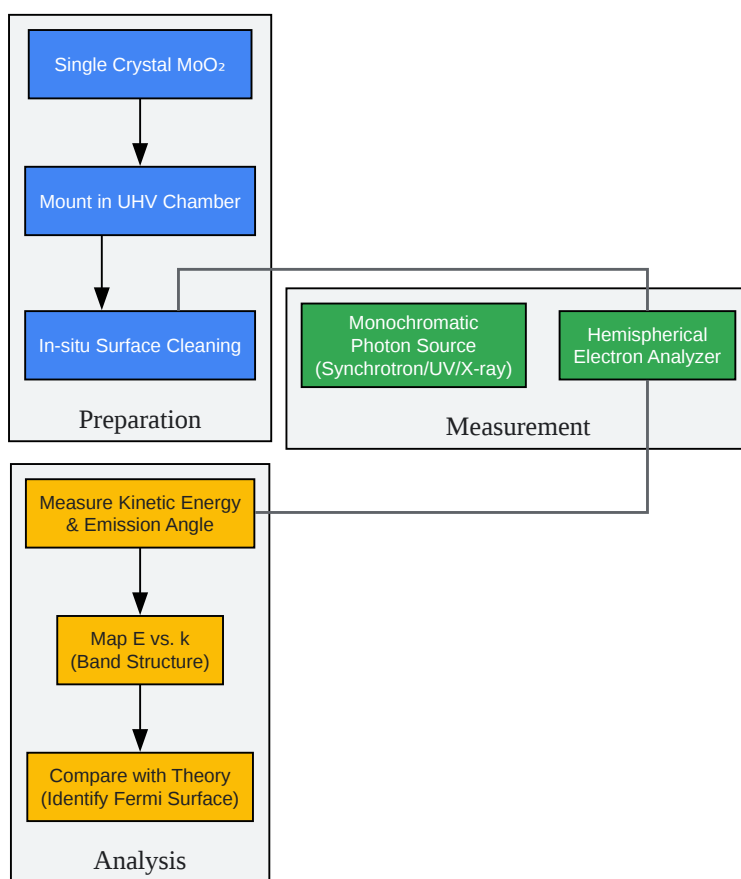 Single Crystal MoO₂
Mount in UHV Chamber
In-situ Surface Cleaning
Preparation
Monochromatic
Photon Source
(Synchrotron/UV/X-ray)
Hemispherical
Electron Analyzer
Measurement
Measure Kinetic Energy
& Emission Angle
Map E vs. k
(Band Structure)
Compare with Theory
(Identify Fermi Surface)
Analysis